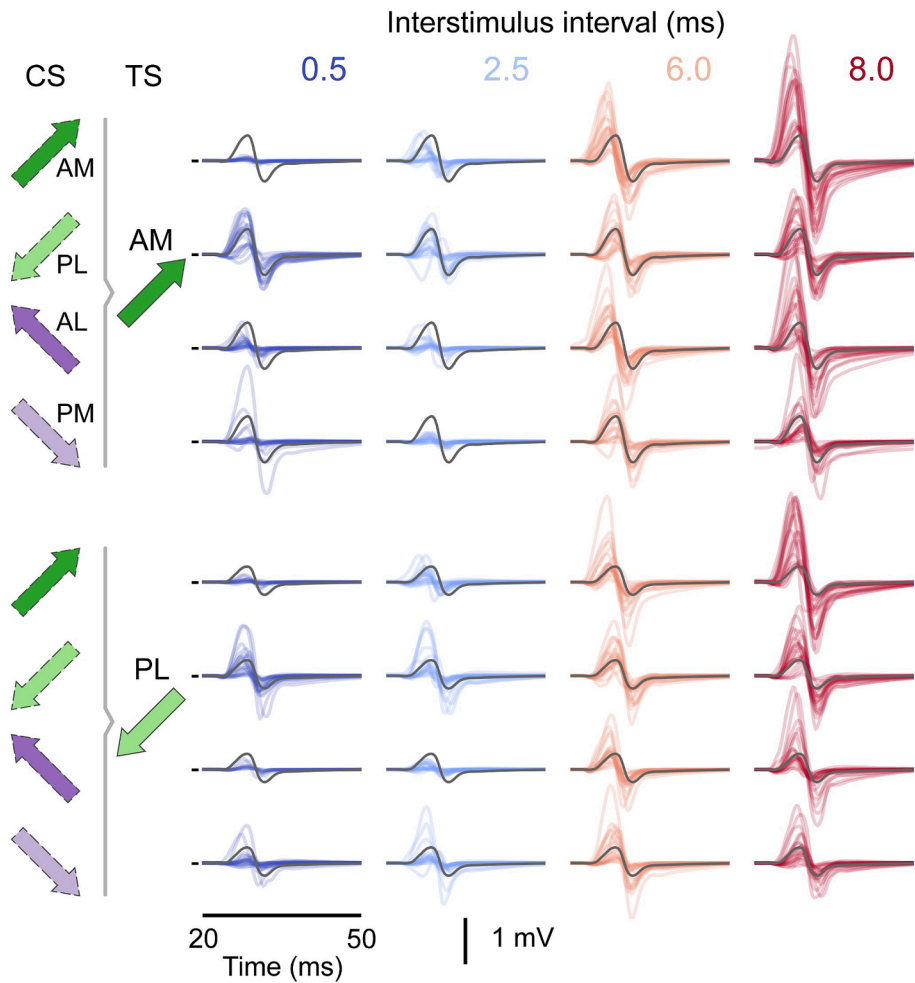 Interstimulus interval (ms)
CS TS 0.5 2.5 6.0 8.0
AM
PL
AM
AL
PM
PL
20 50
Time (ms)
1 mV